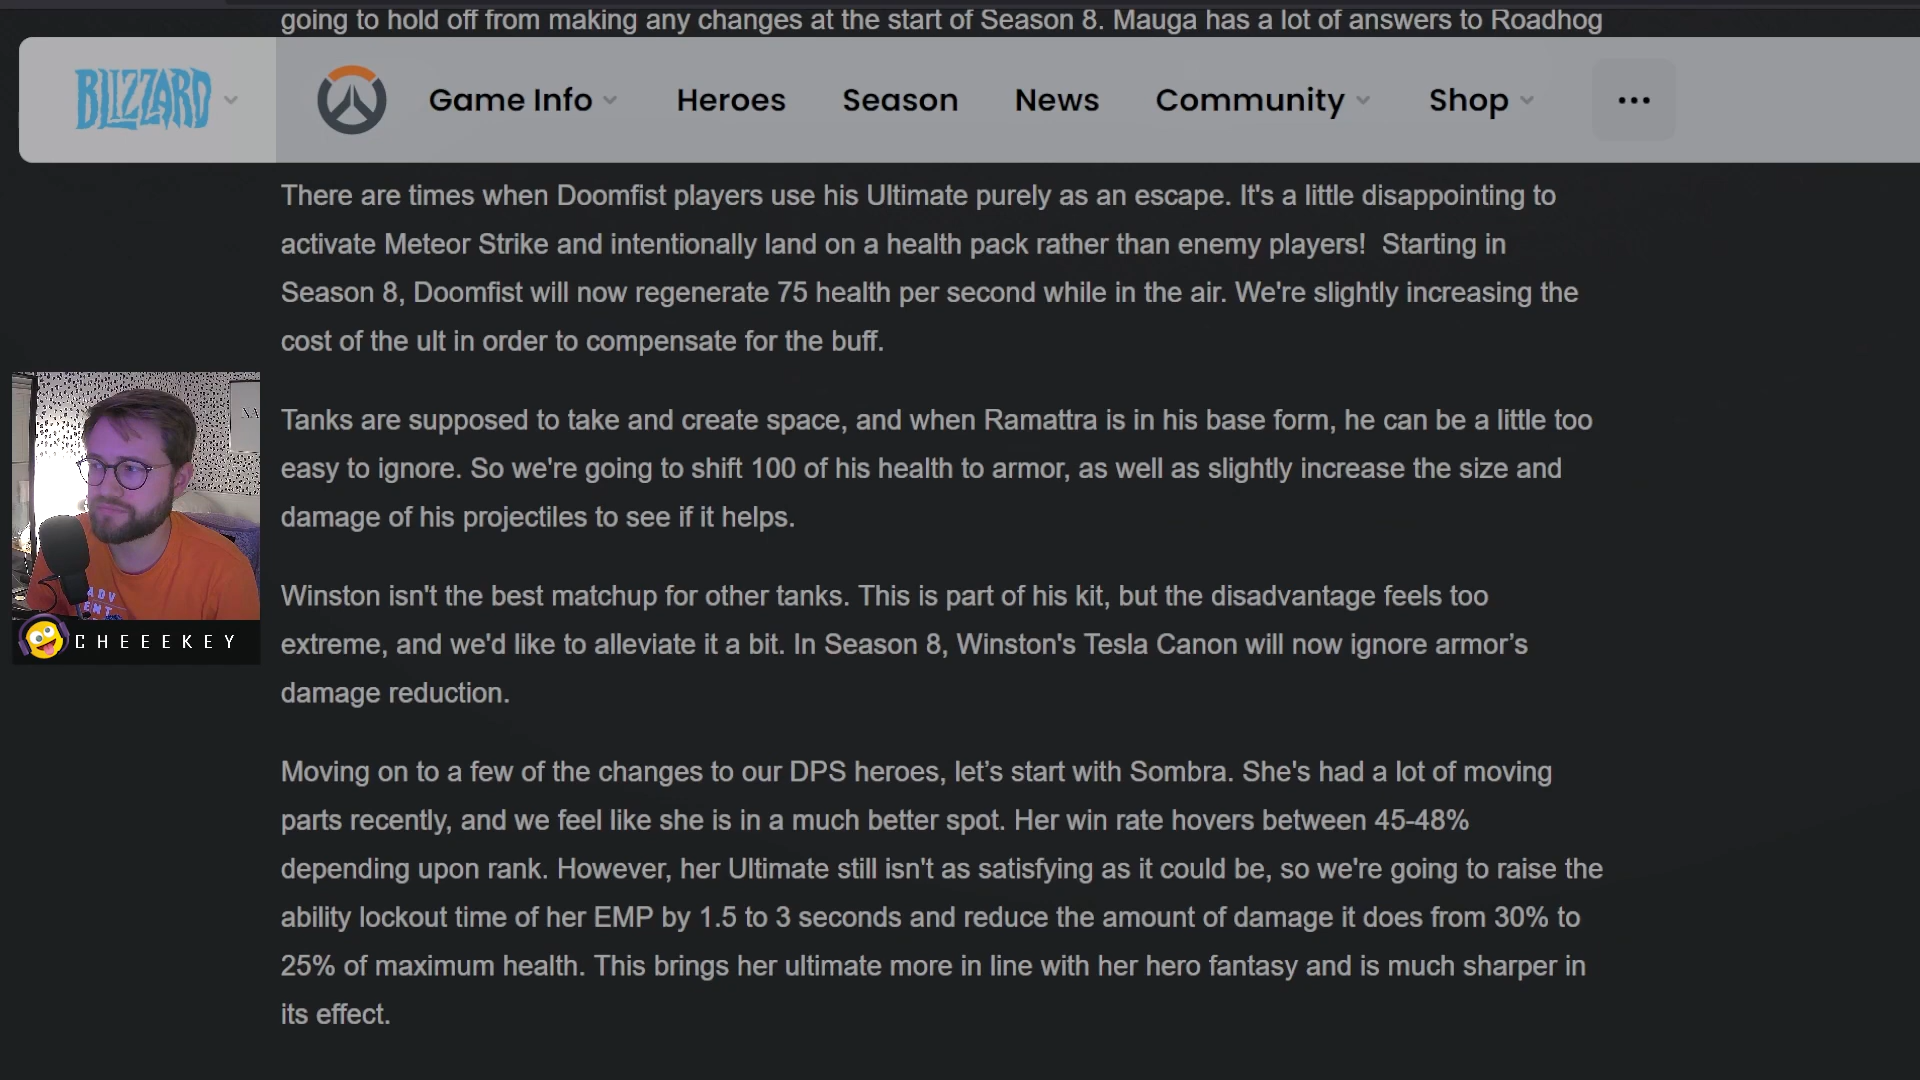 going to hold off from making any changes at the start of Season 8. Mauga has a lot of answers to Roadhog
BLIZZARD
Game Info
Heroes
Season
News
Community
Shop
There are times when Doomfist players use his Ultimate purely as an escape. It's a little disappointing to
activate Meteor Strike and intentionally land on a health pack rather than enemy players!  Starting in
Season 8, Doomfist will now regenerate 75 health per second while in the air. We're slightly increasing the
cost of the ult in order to compensate for the buff.
Tanks are supposed to take and create space, and when Ramattra is in his base form, he can be a little too
easy to ignore. So we're going to shift 100 of his health to armor, as well as slightly increase the size and
damage of his projectiles to see if it helps.
ADV
ENT
CHEEEKEY
Winston isn't the best matchup for other tanks. This is part of his kit, but the disadvantage feels too
extreme, and we'd like to alleviate it a bit. In Season 8, Winston's Tesla Canon will now ignore armor’s
damage reduction.
Moving on to a few of the changes to our DPS heroes, let’s start with Sombra. She's had a lot of moving
parts recently, and we feel like she is in a much better spot. Her win rate hovers between 45-48%
depending upon rank. However, her Ultimate still isn't as satisfying as it could be, so we're going to raise the
ability lockout time of her EMP by 1.5 to 3 seconds and reduce the amount of damage it does from 30% to
25% of maximum health. This brings her ultimate more in line with her hero fantasy and is much sharper in
its effect.